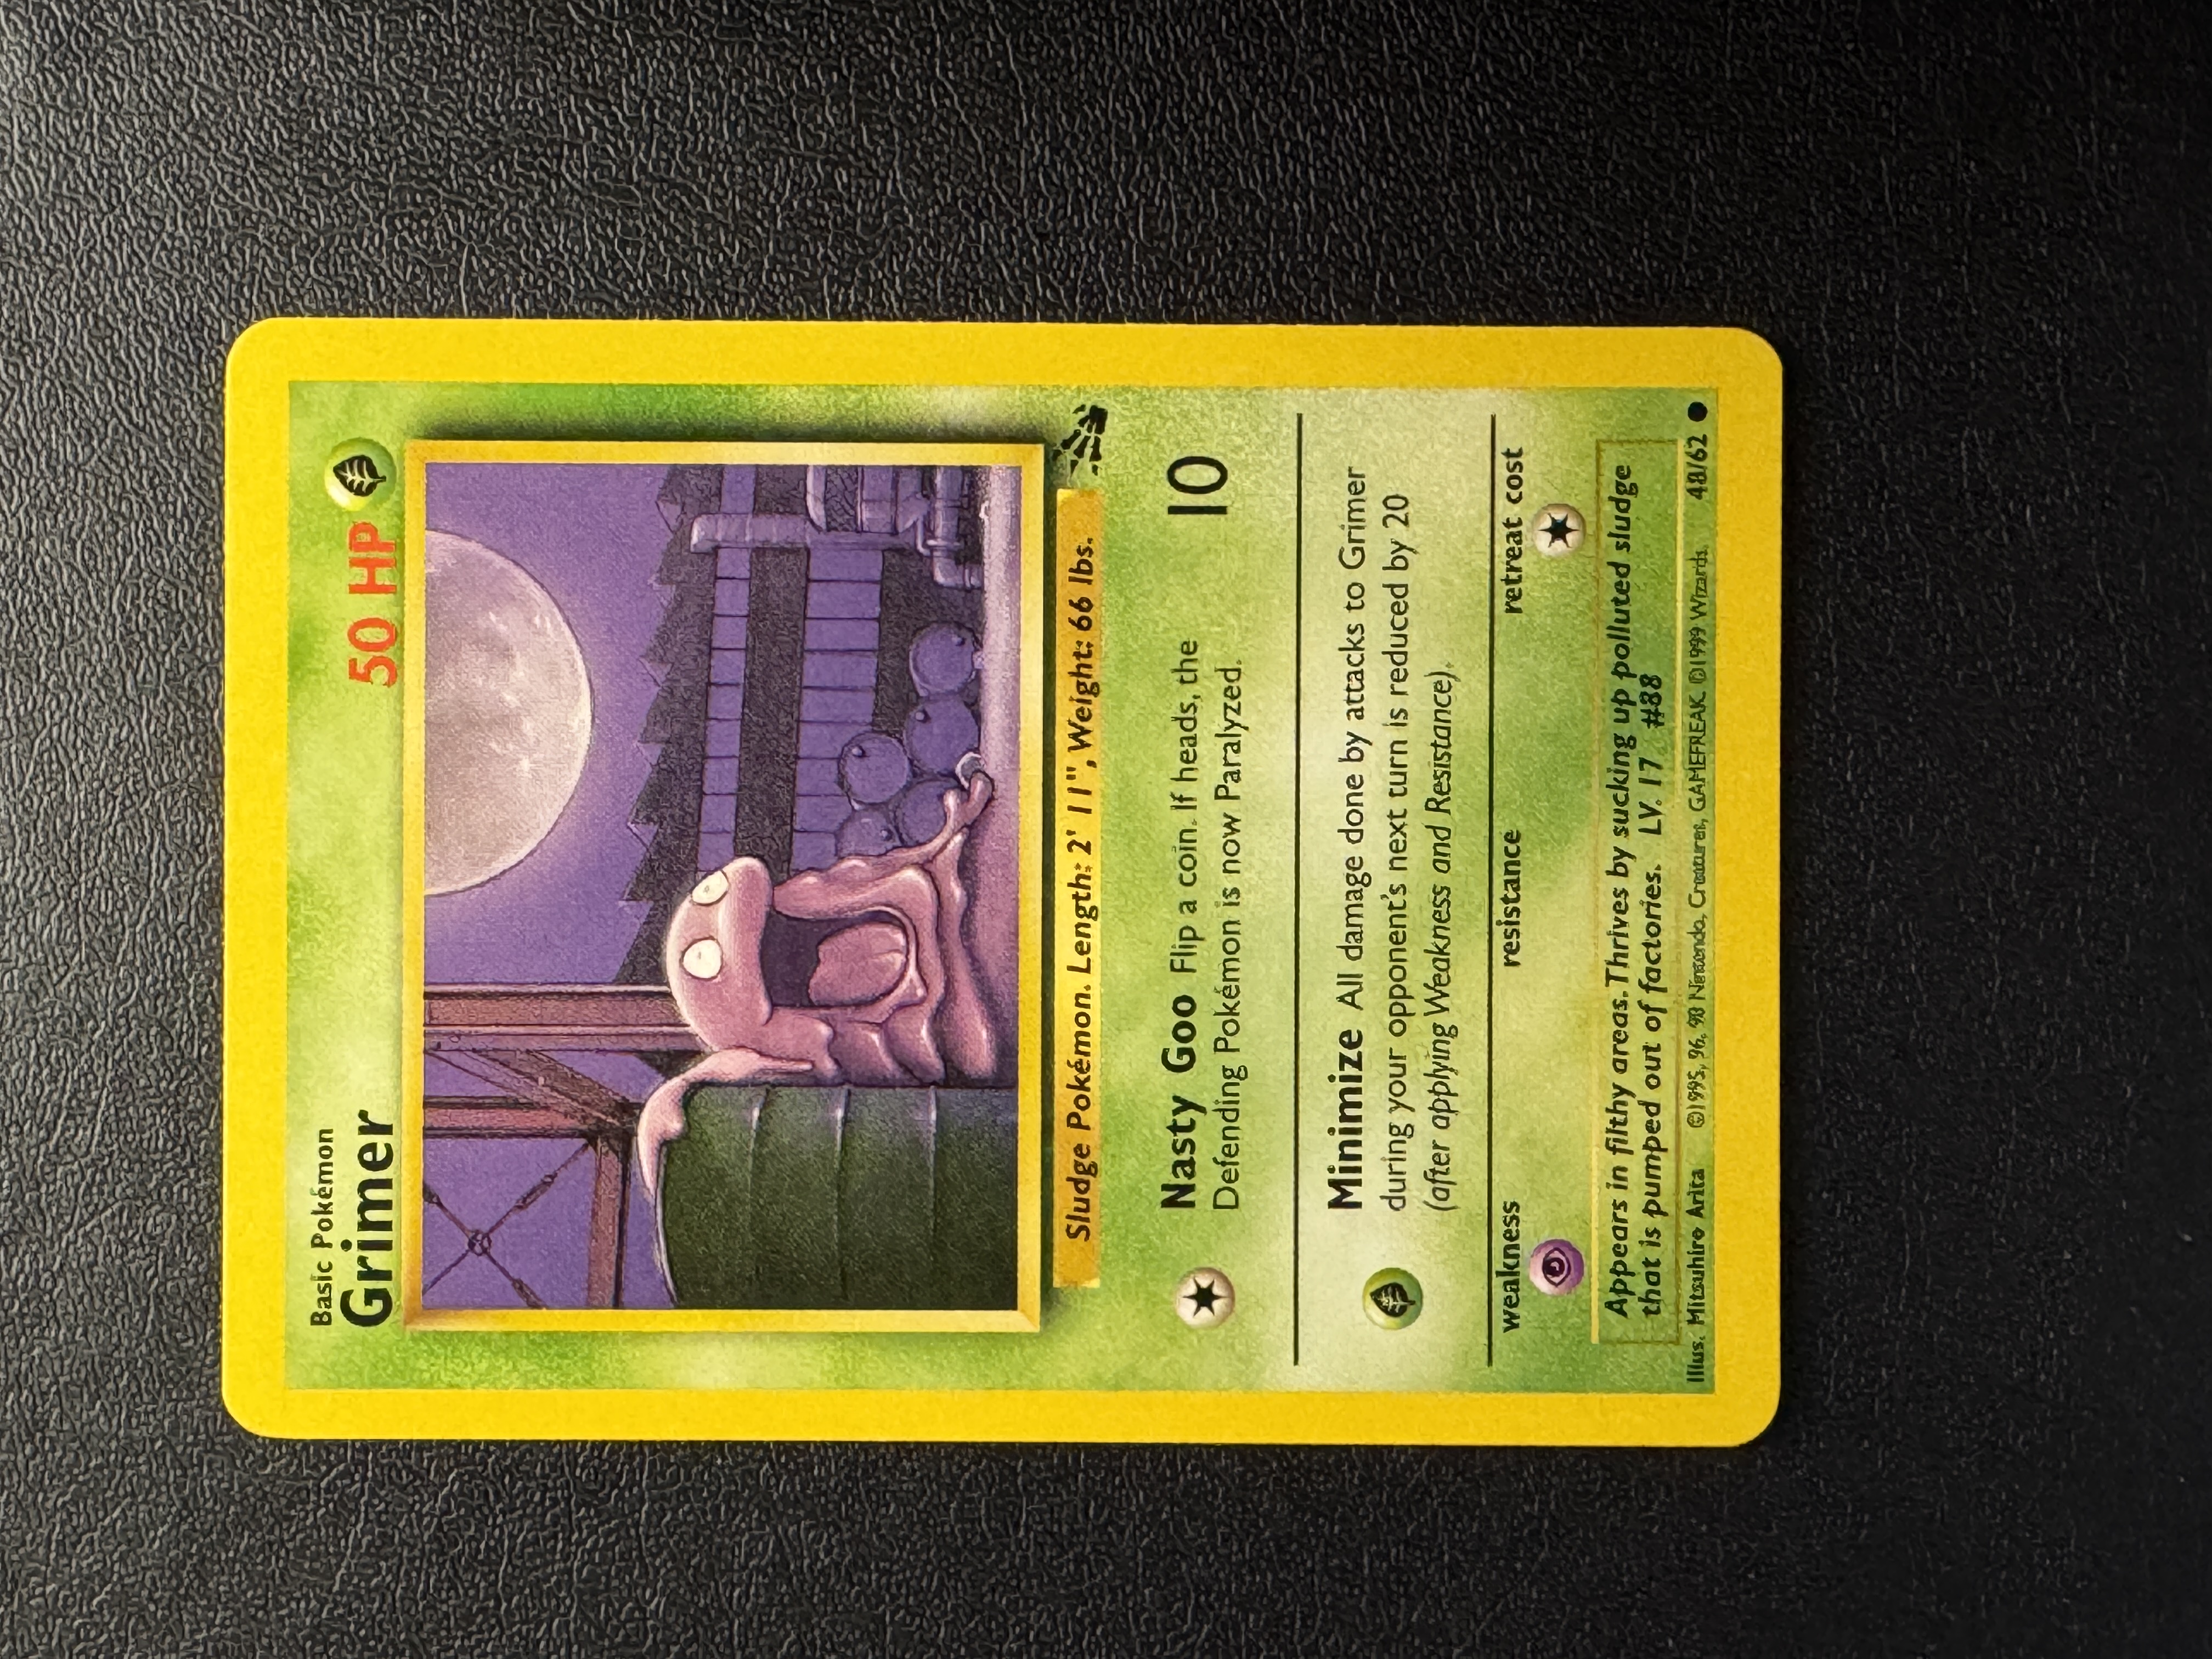 Basic Pokémon
Grimer
50 HP
Sludge Pokémon. Length: 2' 11", Weight: 66 lbs.
Nasty Goo Flip a coin. If heads, the
Defending Pokémon is now Paralyzed.
10
Minimize All damage done by attacks to Grimer
during your opponent's next turn is reduced by 20
(after applying Weakness and Resistance).
weakness resistance retreat cost
Appears in filthy areas. Thrives by sucking up polluted sludge
that is pumped out of factories. LV. 17 #88
Illus. Mitsuhiro Arita ©1995, 96, 98 Nintendo, Creatures, GAMEFREAK. ©1999 Wizards. 48/62